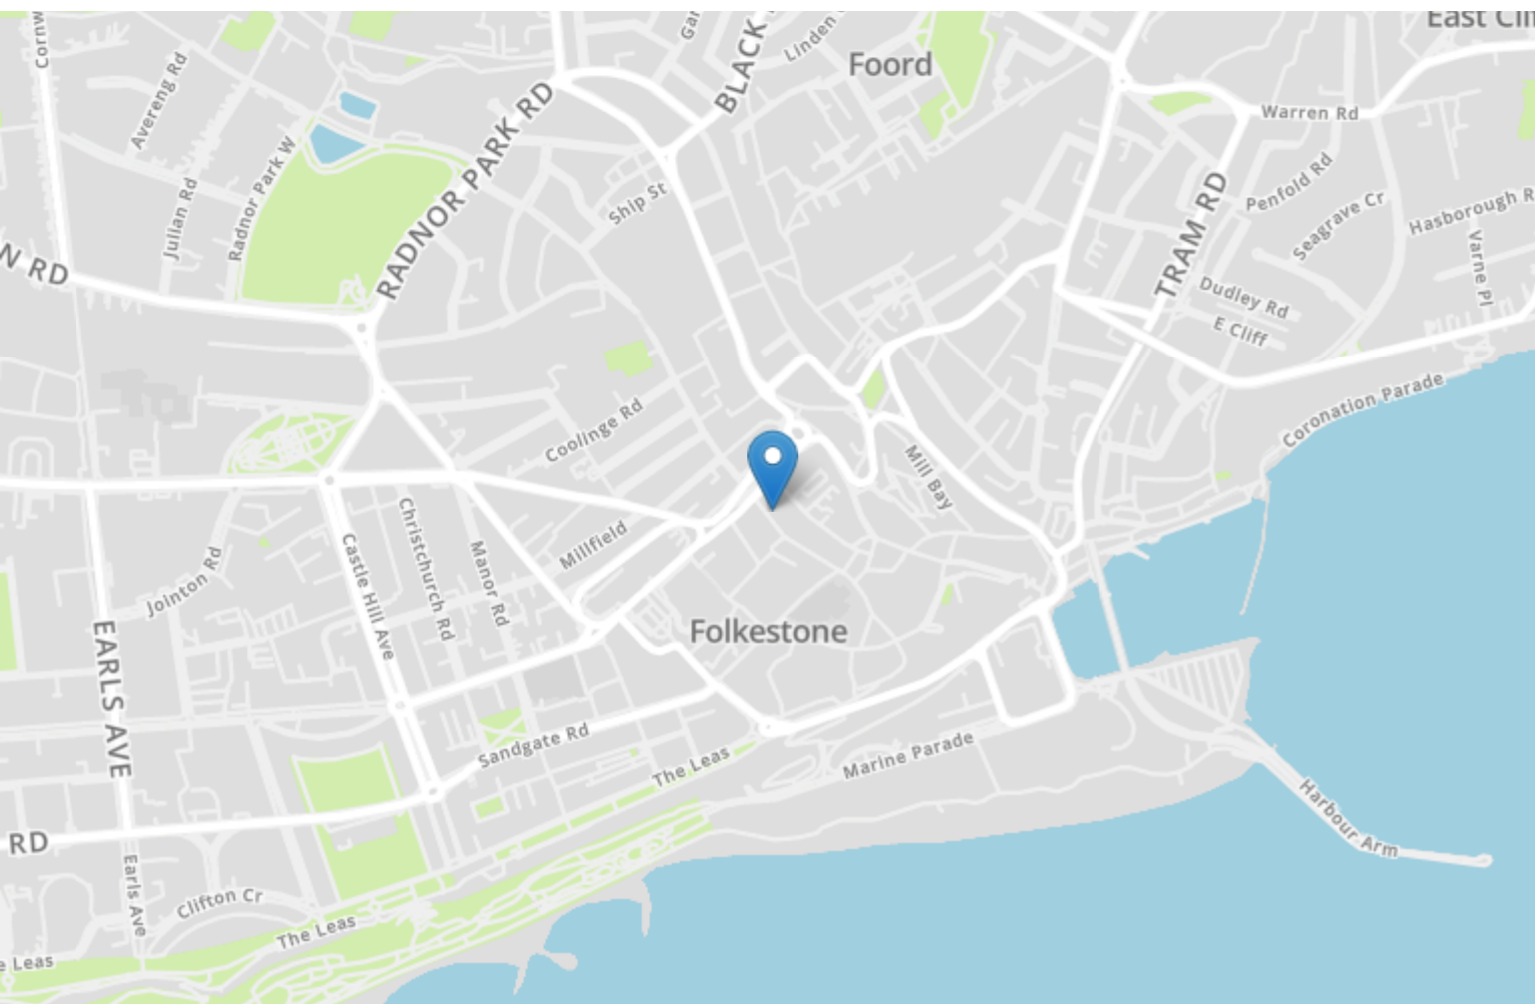 East Cli
Cornw
Gar
BLACK
Linden
Foord
Avereng Rd
RADNOR PARK RD
Warren Rd
Radnor Park W
Julian Rd
Ship St
TRAM RD
Penfold Rd
Seagrave Cr
Hasborough R
Varne Pl
N RD
Dudley Rd
E Cliff
Coronation Parade
Coolinge Rd
Mill Bay
Millfield
Christchurch Rd
Castle Hill Ave
Manor Rd
Jointon Rd
Folkestone
EARLS AVE
Sandgate Rd
The Leas
Marine Parade
Harbour Arm
RD
Earls Ave
Clifton Cr
The Leas
e Leas